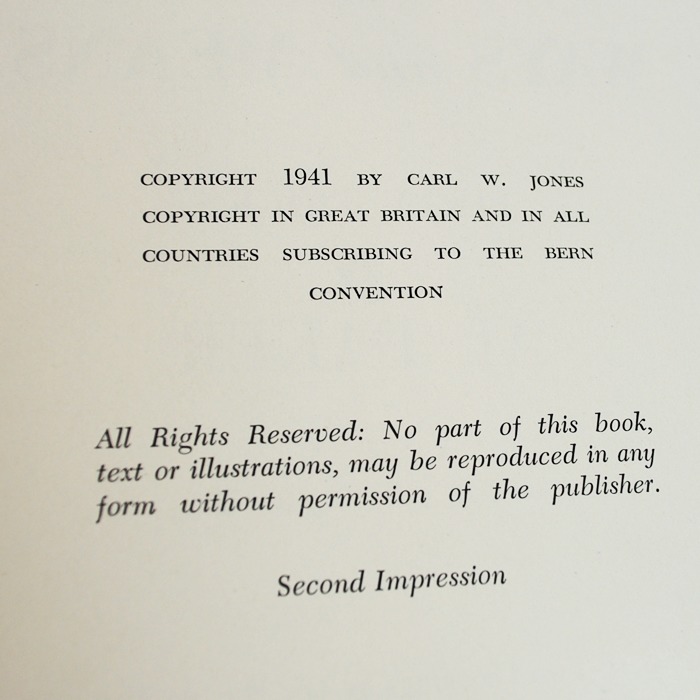 COPYRIGHT 1941 BY CARL W. JONES
COPYRIGHT IN GREAT BRITAIN AND IN ALL
COUNTRIES SUBSCRIBING TO THE BERN
CONVENTION
All Rights Reserved: No part of this book,
text or illustrations, may be reproduced in any
form without permission of the publisher.
Second Impression